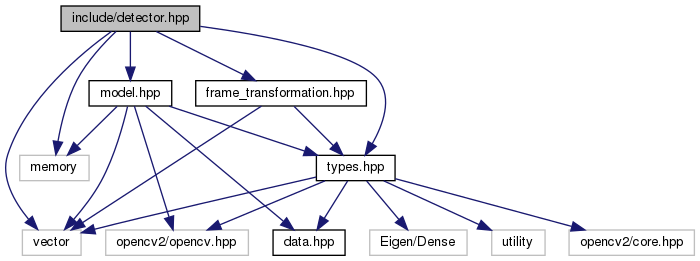 include/detector.hpp
model.hpp
frame_transformation.hpp
memory
types.hpp
vector
opencv2/opencv.hpp
data.hpp
Eigen/Dense
utility
opencv2/core.hpp